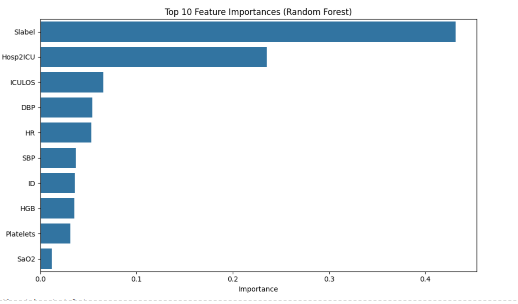 Top 10 Feature Importances (Random Forest)
Slabel
Hosp2ICU
ICULOS
DBP
HR
SBP
ID
HGB
Platelets
SaO2
0.0 0.1 0.2 0.3 0.4
Importance